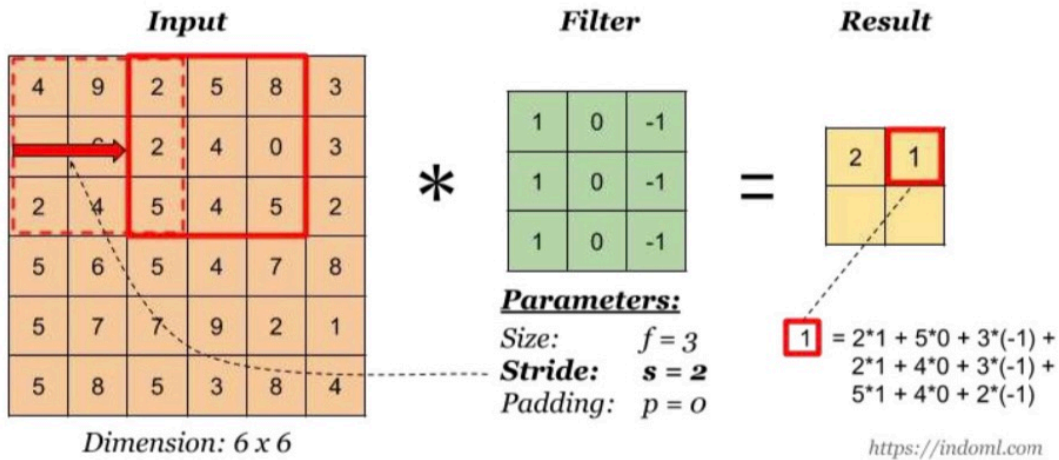 Input Filter Result
4 9 2 5 8 3
2 4 0 3
2 4 5 4 5 2
5 6 5 4 7 8
5 7 7 9 2 1
5 8 5 3 8 4
Dimension: 6 x 6
*
1 0 -1
1 0 -1
1 0 -1
Parameters:
Size: f = 3
Stride: s = 2
Padding: p = 0
=
2 1
1 = 2*1 + 5*0 + 3*(-1) +
2*1 + 4*0 + 3*(-1) +
5*1 + 4*0 + 2*(-1)
https://indoml.com